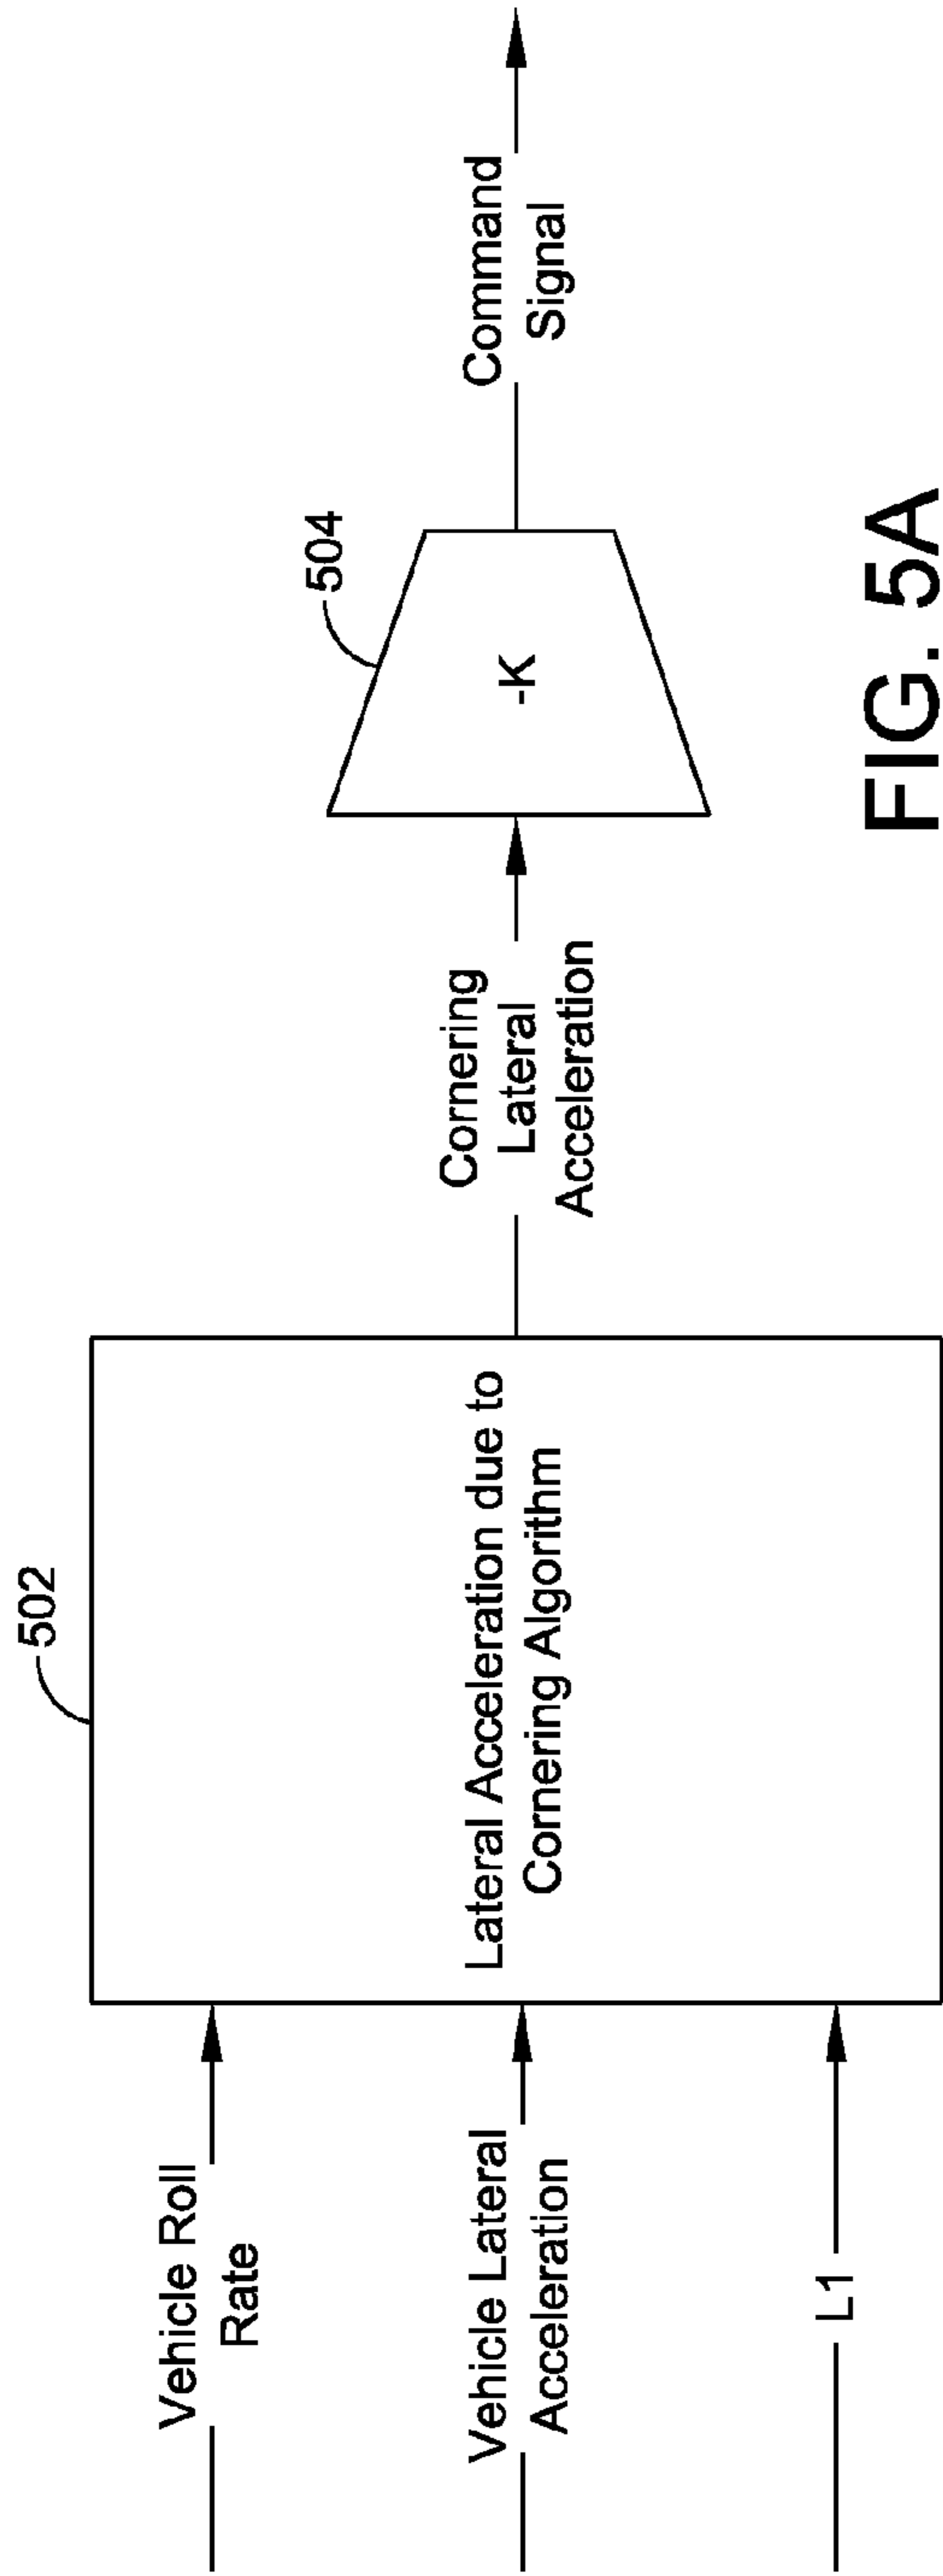 Vehicle Roll
Rate
Vehicle Lateral
Acceleration
L1
502
Lateral Acceleration due to
Cornering Algorithm
Cornering
Lateral
Acceleration
504
-K
Command
Signal
FIG. 5A